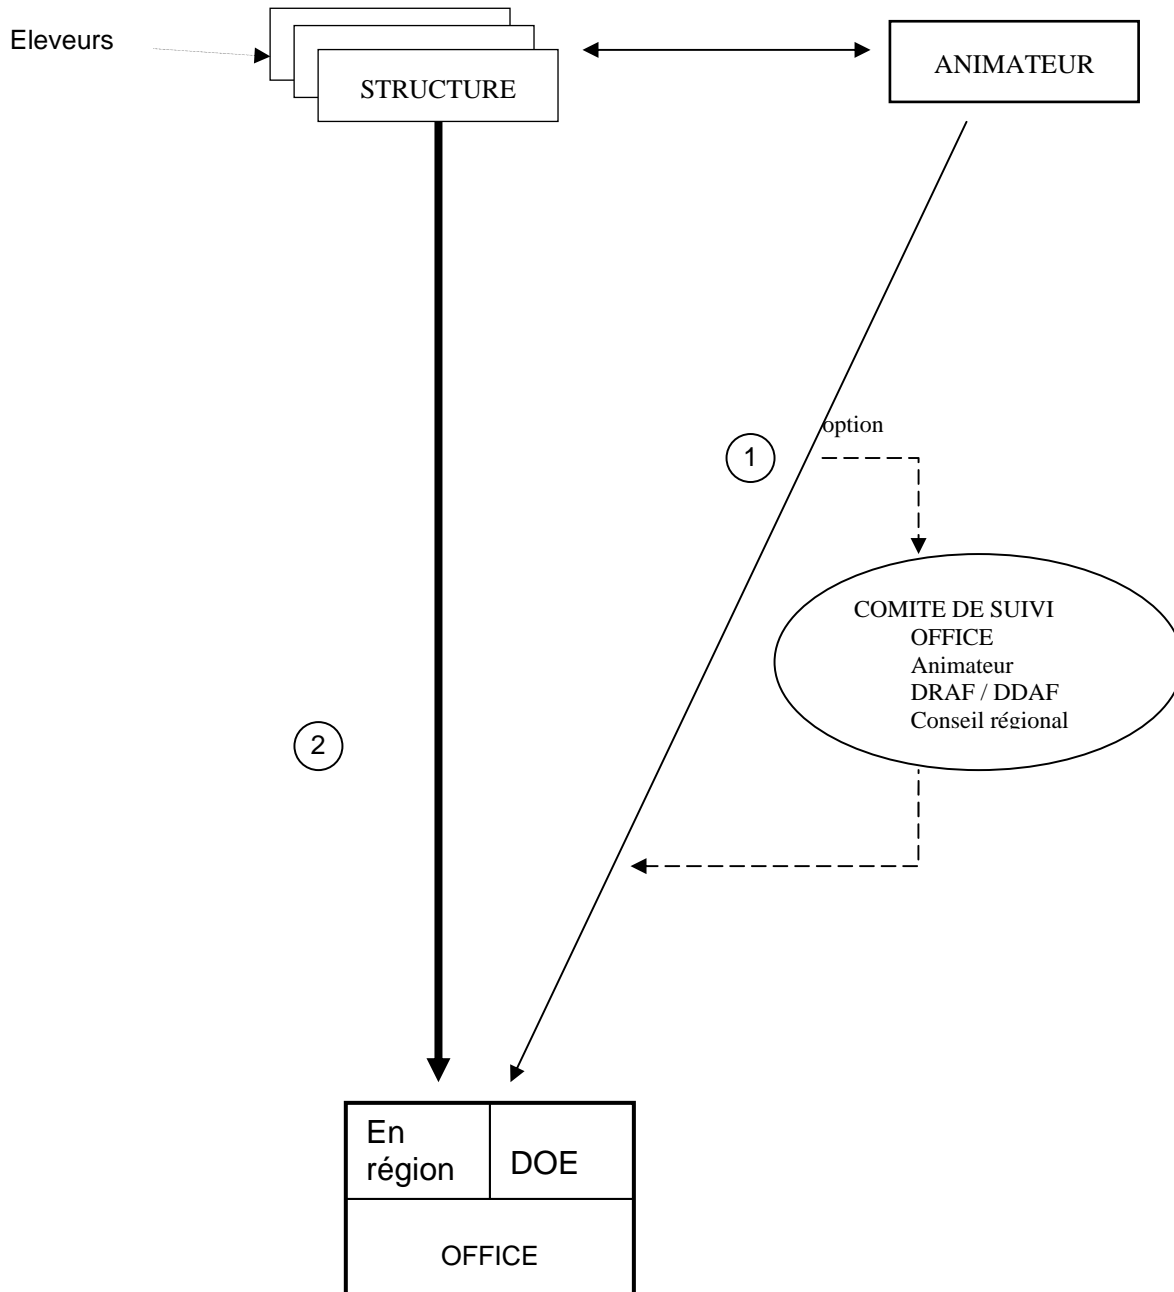 Eleveurs
STRUCTURE
ANIMATEUR
option
1
COMITE DE SUIVI
OFFICE
Animateur
DRAF / DDAF
Conseil régional
2
En
région
DOE
OFFICE